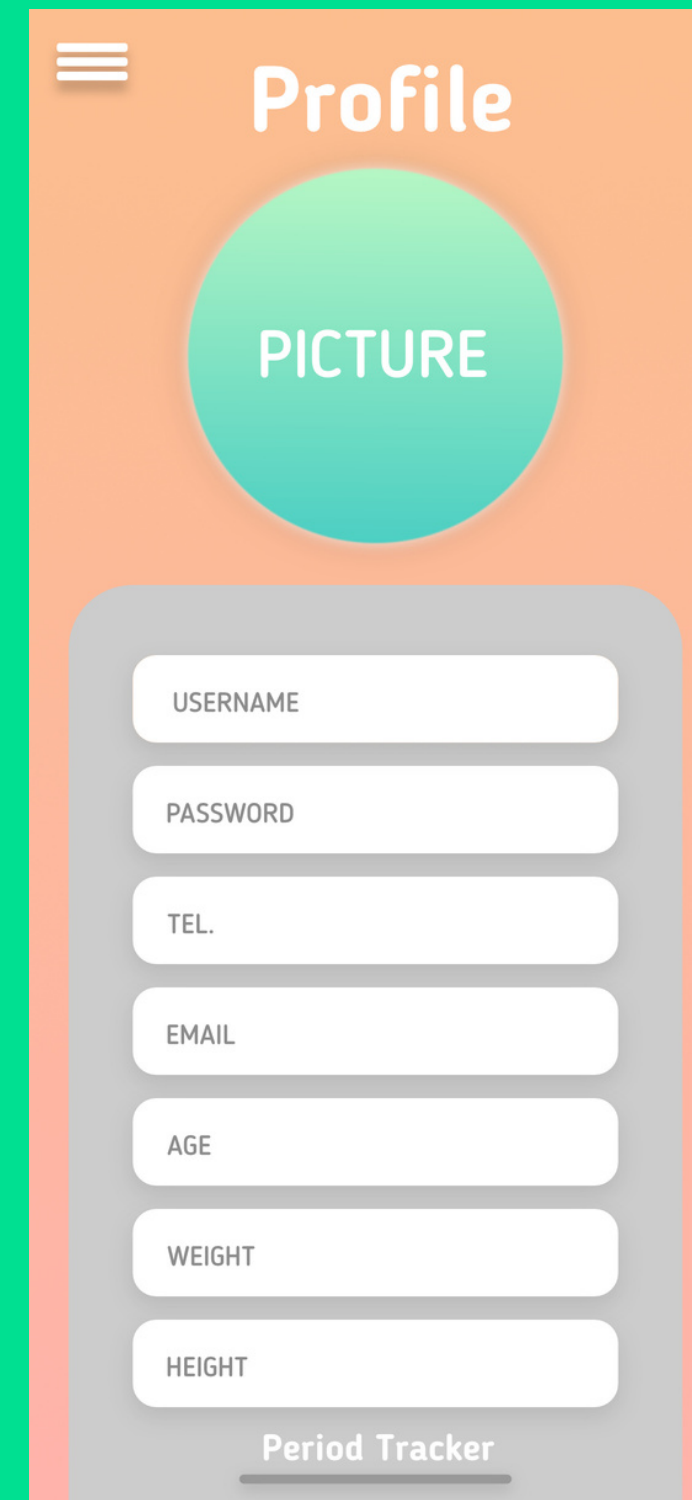 Profile
PICTURE
USERNAME
PASSWORD
TEL.
EMAIL
AGE
WEIGHT
HEIGHT
Period Tracker